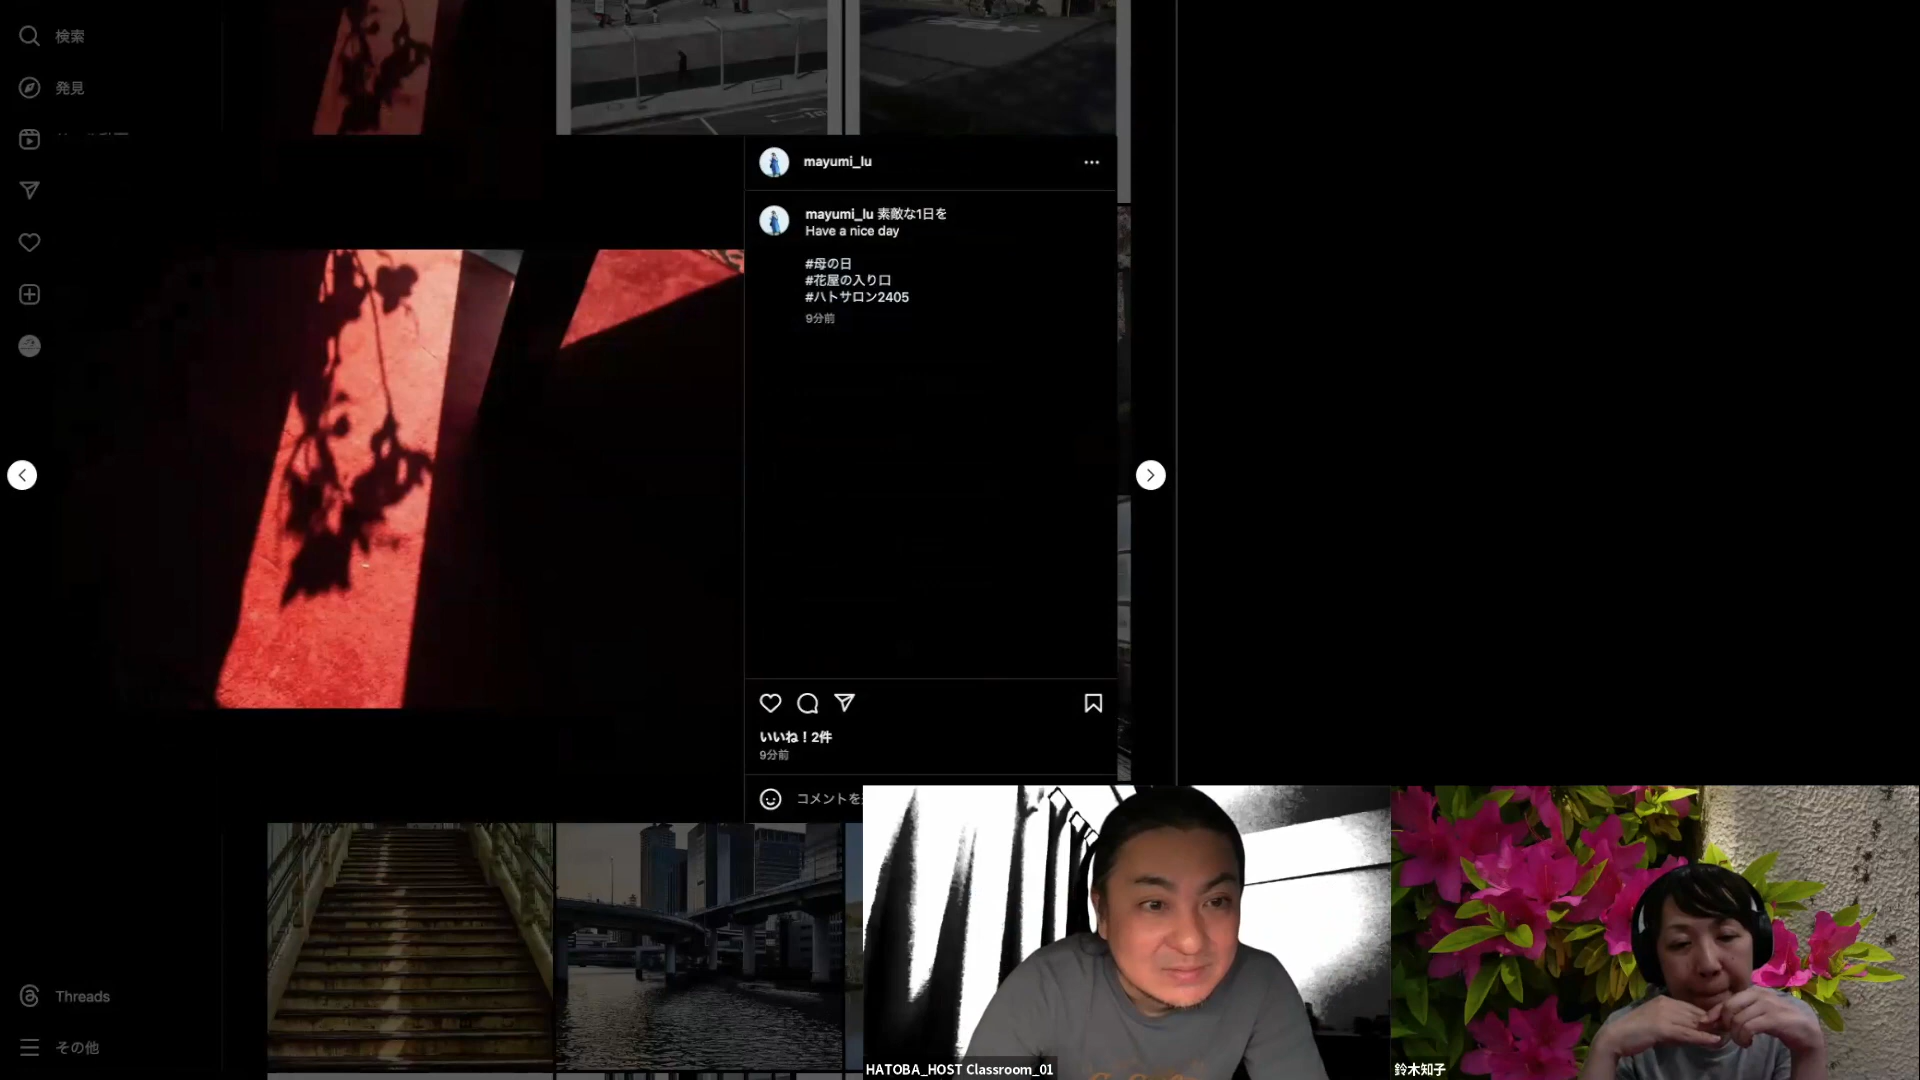 検索
発見
mayumi_lu
mayumi_lu 素敵な1日を
Have a nice day
#母の日
#花屋の入り口
#ハトサロン2405
9分前
いいね！2件
9分前
コメントを
Threads
その他
HATOBA_HOST Classroom_01
鈴木知子